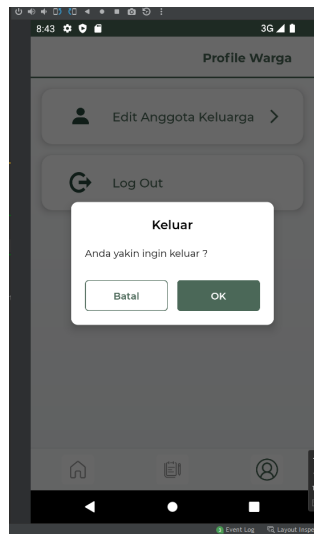 8:43
3G
Profile Warga
Edit Anggota Keluarga
Log Out
Keluar
Anda yakin ingin keluar ?
Batal
OK
Event Log
Layout Inspe